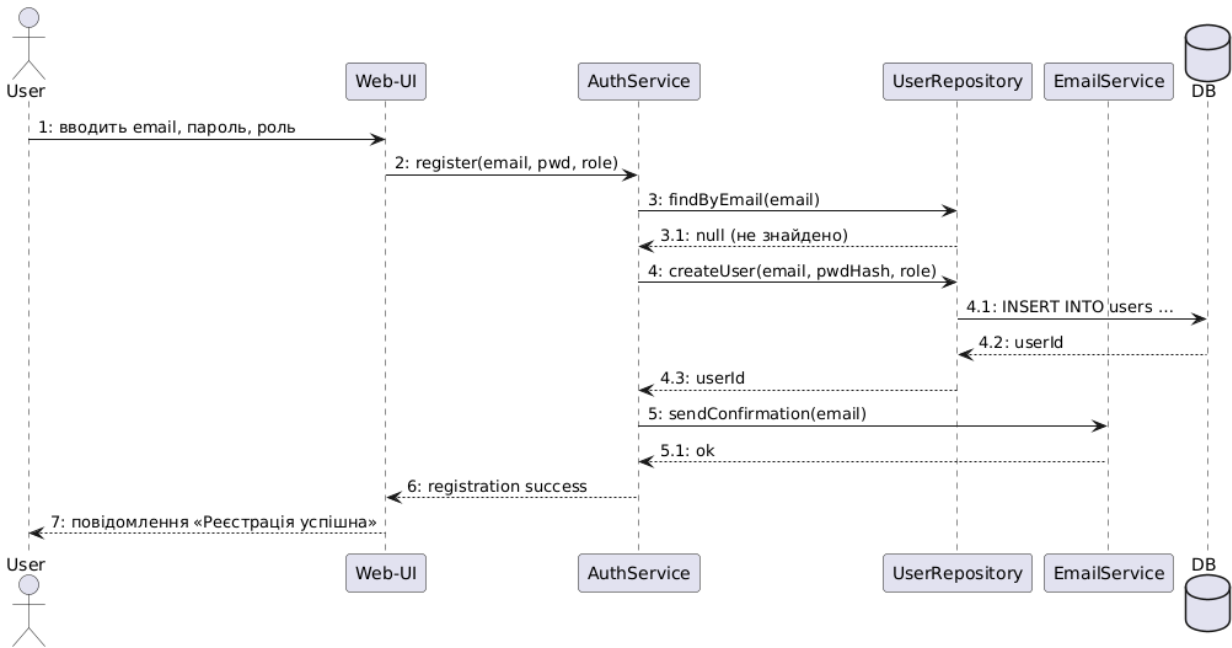 User
Web-UI
AuthService
UserRepository
EmailService
DB
1: вводить email, пароль, роль
2: register(email, pwd, role)
3: findByEmail(email)
3.1: null (не знайдено)
4: createUser(email, pwdHash, role)
4.1: INSERT INTO users ...
4.2: userId
4.3: userId
5: sendConfirmation(email)
5.1: ok
6: registration success
7: повідомлення «Реєстрація успішна»
User
Web-UI
AuthService
UserRepository
EmailService
DB